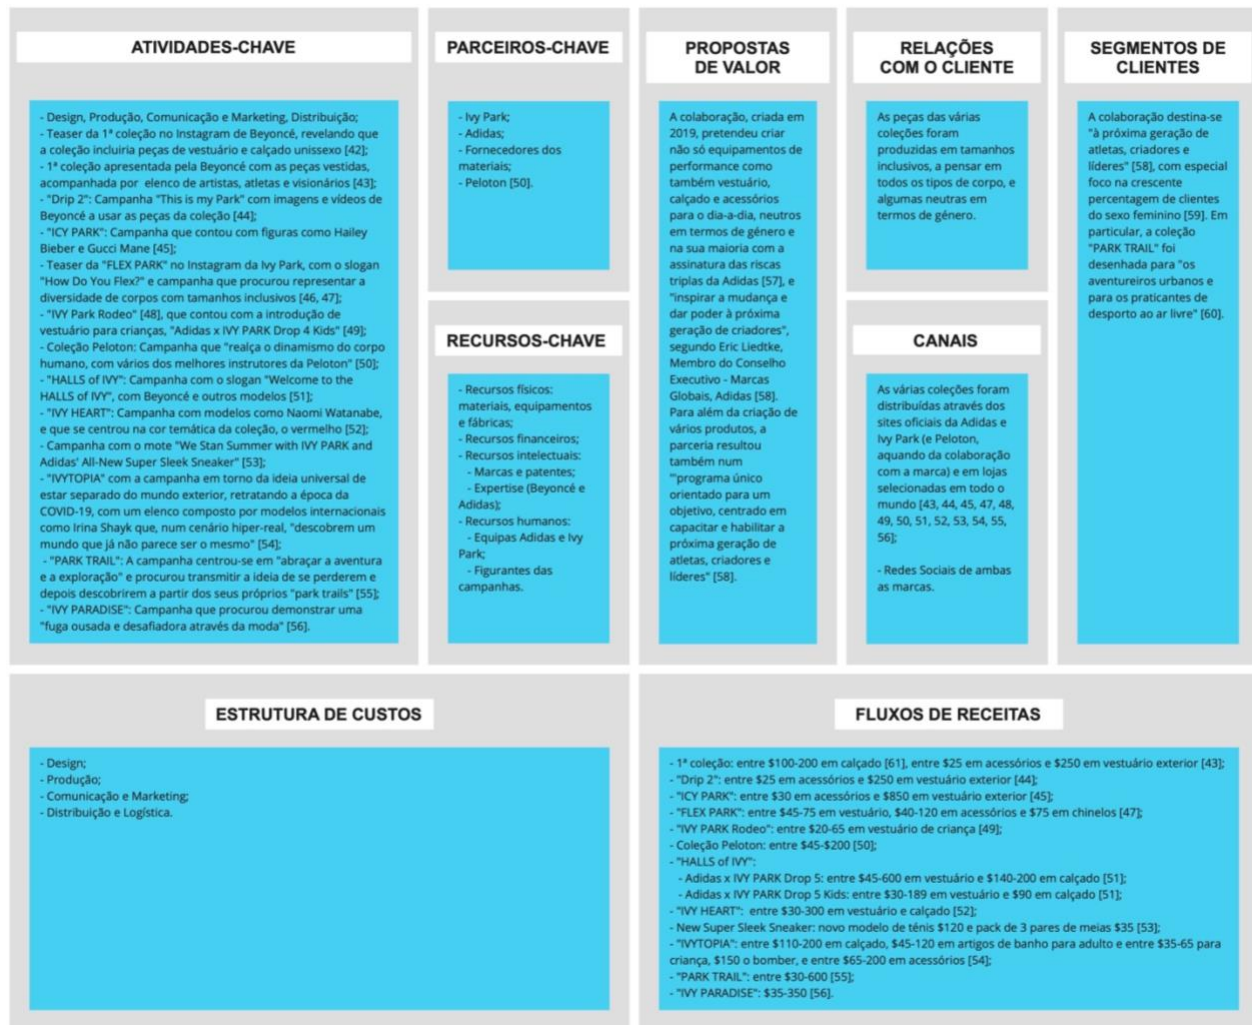 ATIVIDADES-CHAVE
- Design, Produção, Comunicação e Marketing, Distribuição;
- Teaser da 1ª coleção no Instagram de Beyoncé, revelando que
a coleção incluiria peças de vestuário e calçado unissexo [42];
- 1ª coleção apresentada pela Beyoncé com as peças vestidas,
acompanhada por elenco de artistas, atletas e visionários [43];
- "Drip 2": Campanha "This is my Park" com imagens e vídeos de
Beyoncé a usar as peças da coleção [44];
- "ICY PARK": Campanha que contou com figuras como Hailey
Bieber e Gucci Mane [45];
- Teaser da "FLEX PARK" no Instagram da Ivy Park, com o slogan
"How Do You Flex?" e campanha que procurou representar a
diversidade de corpos com tamanhos inclusivos [46, 47];
- "IVY Park Rodeo" [48], que contou com a introdução de
vestuário para crianças, "Adidas x IVY PARK Drop 4 Kids" [49];
- Coleção Peloton: Campanha que "realça o dinamismo do corpo
humano, com vários dos melhores instrutores da Peloton" [50];
- "HALLS of IVY": Campanha com o slogan "Welcome to the
HALLS of IVY", com Beyoncé e outros modelos [51];
- "IVY HEART": Campanha com modelos como Naomi Watanabe,
e que se centrou na cor temática da coleção, o vermelho [52];
- Campanha com o mote "We Stan Summer with IVY PARK and
Adidas' All-New Super Sleek Sneaker" [53];
- "IVYTOPIA" com a campanha em torno da ideia universal de
estar separado do mundo exterior, retratando a época da
COVID-19, com um elenco composto por modelos internacionais
como Irina Shayk que, num cenário hiper-real, "descobrem um
mundo que já não parece ser o mesmo" [54];
- "PARK TRAIL": A campanha centrou-se em "abraçar a aventura
e a exploração" e procurou transmitir a ideia de se perderem e
depois descobrirem a partir dos seus próprios "park trails" [55];
- "IVY PARADISE": Campanha que procurou demonstrar uma
"fuga ousada e desafiadora através da moda" [56].
PARCEIROS-CHAVE
- Ivy Park;
- Adidas;
- Fornecedores dos
materiais;
- Peloton [50].
RECURSOS-CHAVE
- Recursos físicos:
materiais, equipamentos
e fábricas;
- Recursos financeiros;
- Recursos intelectuais:
- Marcas e patentes;
- Expertise (Beyoncé e
Adidas);
- Recursos humanos:
- Equipas Adidas e Ivy
Park;
- Figurantes das
campanhas.
PROPOSTAS
DE VALOR
A colaboração, criada em
2019, pretendeu criar
não só equipamentos de
performance como
também vestuário,
calçado e acessórios
para o dia-a-dia, neutros
em termos de género e
na sua maioria com a
assinatura das riscas
triplas da Adidas [57], e
"inspirar a mudança e
dar poder à próxima
geração de criadores",
segundo Eric Liedtke,
Membro do Conselho
Executivo - Marcas
Globais, Adidas [58].
Para além da criação de
vários produtos, a
parceria resultou
também num
"'programa único
orientado para um
objetivo, centrado em
capacitar e habilitar a
próxima geração de
atletas, criadores e
líderes" [58].
RELAÇÕES
COM O CLIENTE
As peças das várias
coleções foram
produzidas em tamanhos
inclusivos, a pensar em
todos os tipos de corpo, e
algumas neutras em
termos de género.
CANAIS
As várias coleções foram
distribuídas através dos
sites oficiais da Adidas e
Ivy Park (e Peloton,
aquando da colaboração
com a marca) e em lojas
selecionadas em todo o
mundo [43, 44, 45, 47, 48,
49, 50, 51, 52, 53, 54, 55,
56];
- Redes Sociais de ambas
as marcas.
SEGMENTOS DE
CLIENTES
A colaboração destina-se
"à próxima geração de
atletas, criadores e
líderes" [58], com especial
foco na crescente
percentagem de clientes
do sexo feminino [59]. Em
particular, a coleção
"PARK TRAIL" foi
desenhada para "os
aventureiros urbanos e
para os praticantes de
desporto ao ar livre" [60].
ESTRUTURA DE CUSTOS
- Design;
- Produção;
- Comunicação e Marketing;
- Distribuição e Logística.
FLUXOS DE RECEITAS
- 1ª coleção: entre $100-200 em calçado [61], entre $25 em acessórios e $250 em vestuário exterior [43];
- "Drip 2": entre $25 em acessórios e $250 em vestuário exterior [44];
- "ICY PARK": entre $30 em acessórios e $850 em vestuário exterior [45];
- "FLEX PARK": entre $45-75 em vestuário, $40-120 em acessórios e $75 em chinelos [47];
- "IVY PARK Rodeo": entre $20-65 em vestuário de criança [49];
- Coleção Peloton: entre $45-$200 [50];
- "HALLS of IVY":
- Adidas x IVY PARK Drop 5: entre $45-600 em vestuário e $140-200 em calçado [51];
- Adidas x IVY PARK Drop 5 Kids: entre $30-189 em vestuário e $90 em calçado [51];
- "IVY HEART": entre $30-300 em vestuário e calçado [52];
- New Super Sleek Sneaker: novo modelo de ténis $120 e pack de 3 pares de meias $35 [53];
- "IVYTOPIA": entre $110-200 em calçado, $45-120 em artigos de banho para adulto e entre $35-65 para
criança, $150 o bomber, e entre $65-200 em acessórios [54];
- "PARK TRAIL": entre $30-600 [55];
- "IVY PARADISE": $35-350 [56].